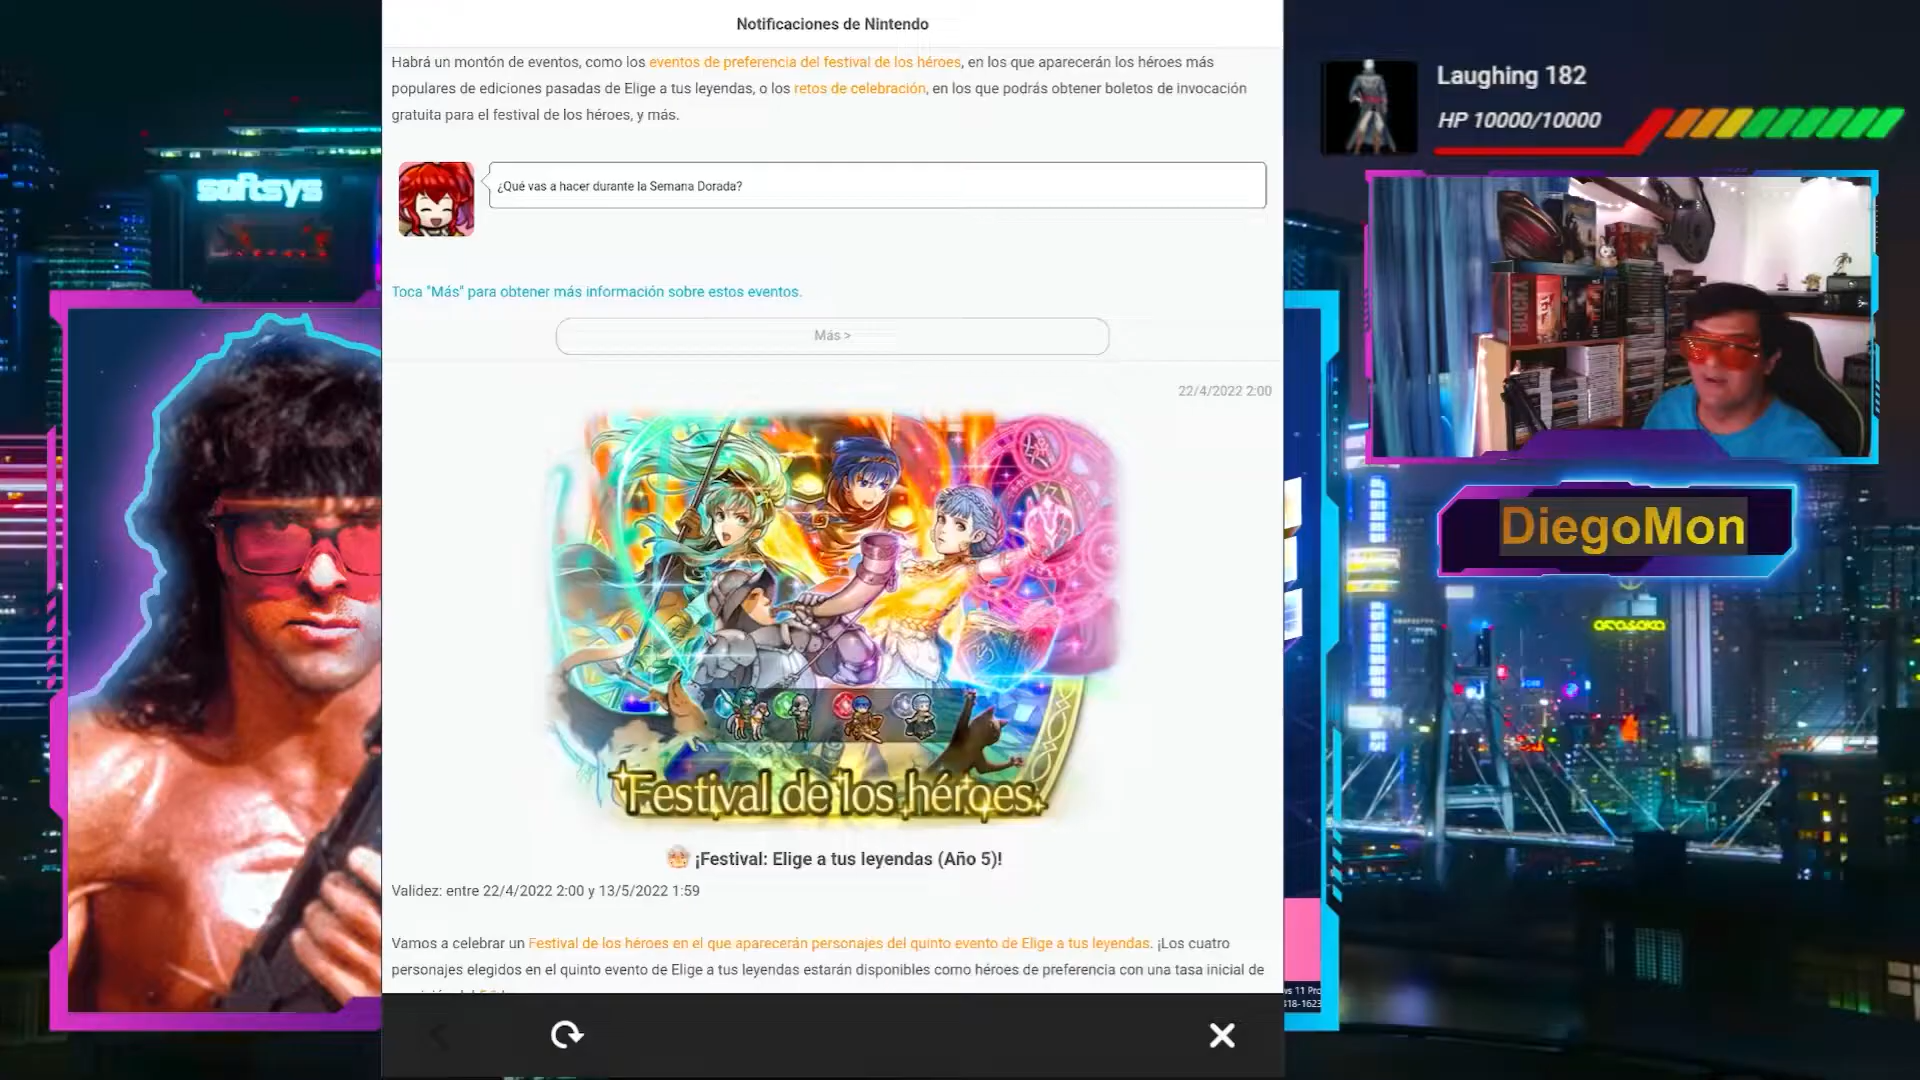 Notificaciones de Nintendo
Habrá un montón de eventos, como los eventos de preferencia del festival de los héroes, en los que aparecerán los héroes más
populares de ediciones pasadas de Elige a tus leyendas, o los retos de celebración, en los que podrás obtener boletos de invocación
gratuita para el festival de los héroes, y más.
¿Qué vas a hacer durante la Semana Dorada?
Toca "Más" para obtener más información sobre estos eventos.
Más >
22/4/2022 2:00
Festival de los héroes
¡Festival: Elige a tus leyendas (Año 5)!
Validez: entre 22/4/2022 2:00 y 13/5/2022 1:59
Vamos a celebrar un Festival de los héroes en el que aparecerán personajes del quinto evento de Elige a tus leyendas. ¡Los cuatro
personajes elegidos en el quinto evento de Elige a tus leyendas estarán disponibles como héroes de preferencia con una tasa inicial de
softsys
Laughing 182
HP 10000/10000
DiegoMon
arasaka
s 11 Pro
418-1623